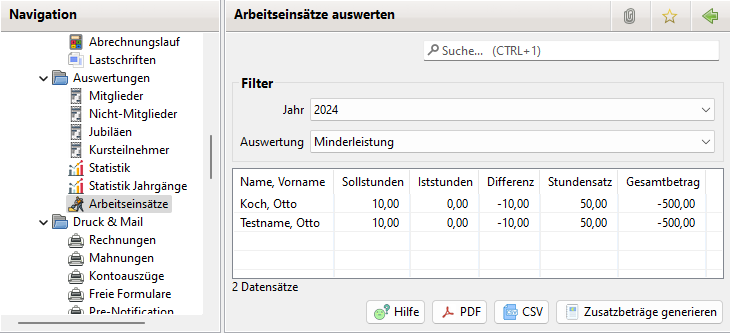 Navigation
Abrechnungslauf
Lastschriften
Auswertungen
Mitglieder
Nicht-Mitglieder
Jubiläen
Kursteilnehmer
Statistik
Statistik Jahrgänge
Arbeitseinsätze
Druck & Mail
Rechnungen
Mahnungen
Kontoauszüge
Freie Formulare
Pre-Notification
Arbeitseinsätze auswerten
Suche... (CTRL+1)
Filter
Jahr 2024
Auswertung Minderleistung
Name, Vorname Sollstunden Iststunden Differenz Stundensatz Gesamtbetrag
Koch, Otto 10,00 0,00 -10,00 50,00 -500,00
Testname, Otto 10,00 0,00 -10,00 50,00 -500,00
2 Datensätze
Hilfe PDF CSV Zusatzbeträge generieren